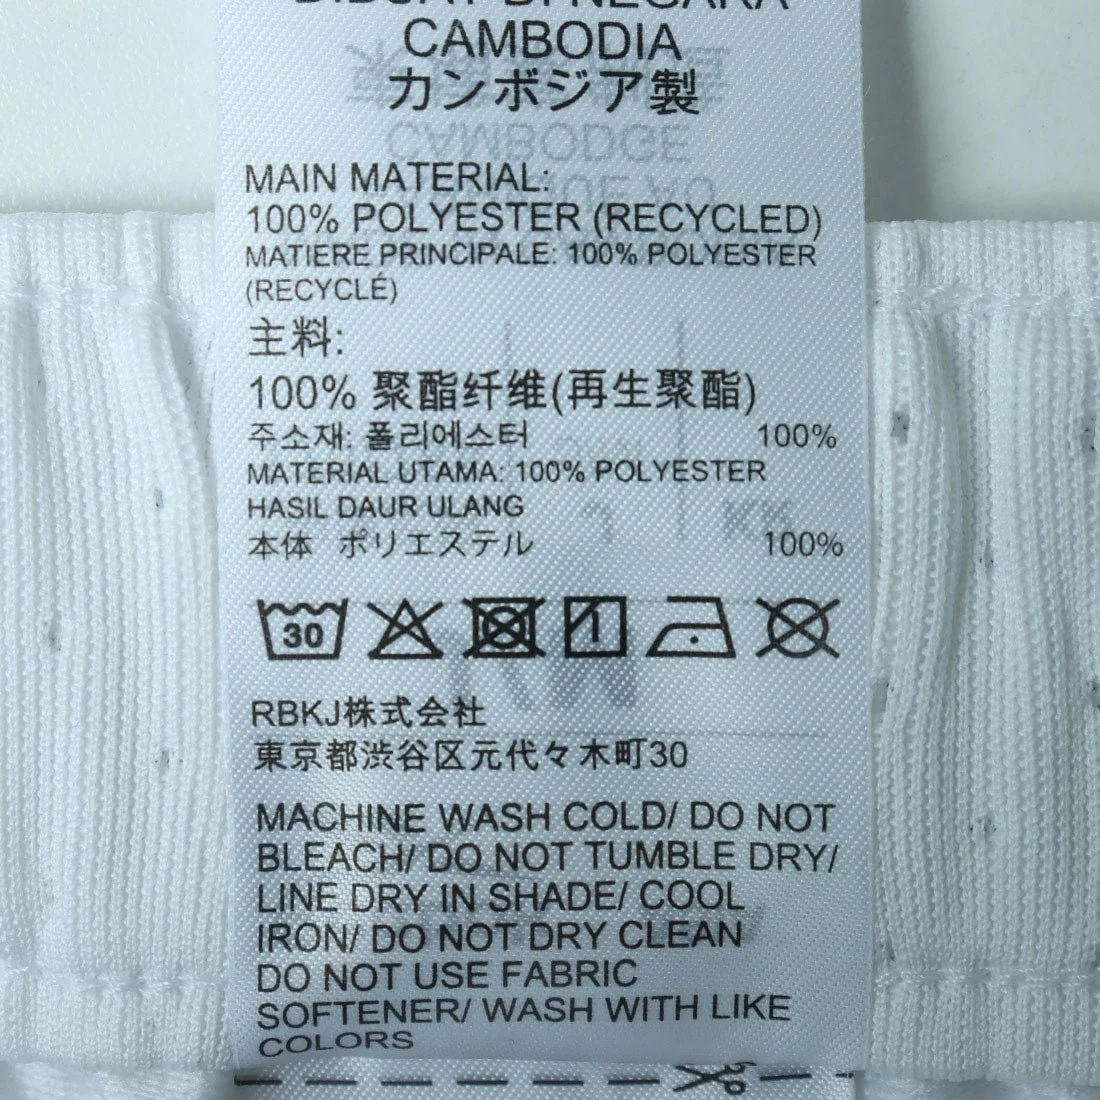 DIBUAT DI NEGARA
CAMBODIA
カンボジア製
MAIN MATERIAL:
100% POLYESTER (RECYCLED)
MATIERE PRINCIPALE: 100% POLYESTER
(RECYCLÉ)
主料:
100% 聚酯纤维(再生聚酯)
주소재: 폴리에스터 100%
MATERIAL UTAMA: 100% POLYESTER
HASIL DAUR ULANG
本体 ポリエステル 100%
30 1
RBKJ株式会社
東京都渋谷区元代々木町30
MACHINE WASH COLD/ DO NOT
BLEACH/ DO NOT TUMBLE DRY/
LINE DRY IN SHADE/ COOL
IRON/ DO NOT DRY CLEAN
DO NOT USE FABRIC
SOFTENER/ WASH WITH LIKE
COLORS